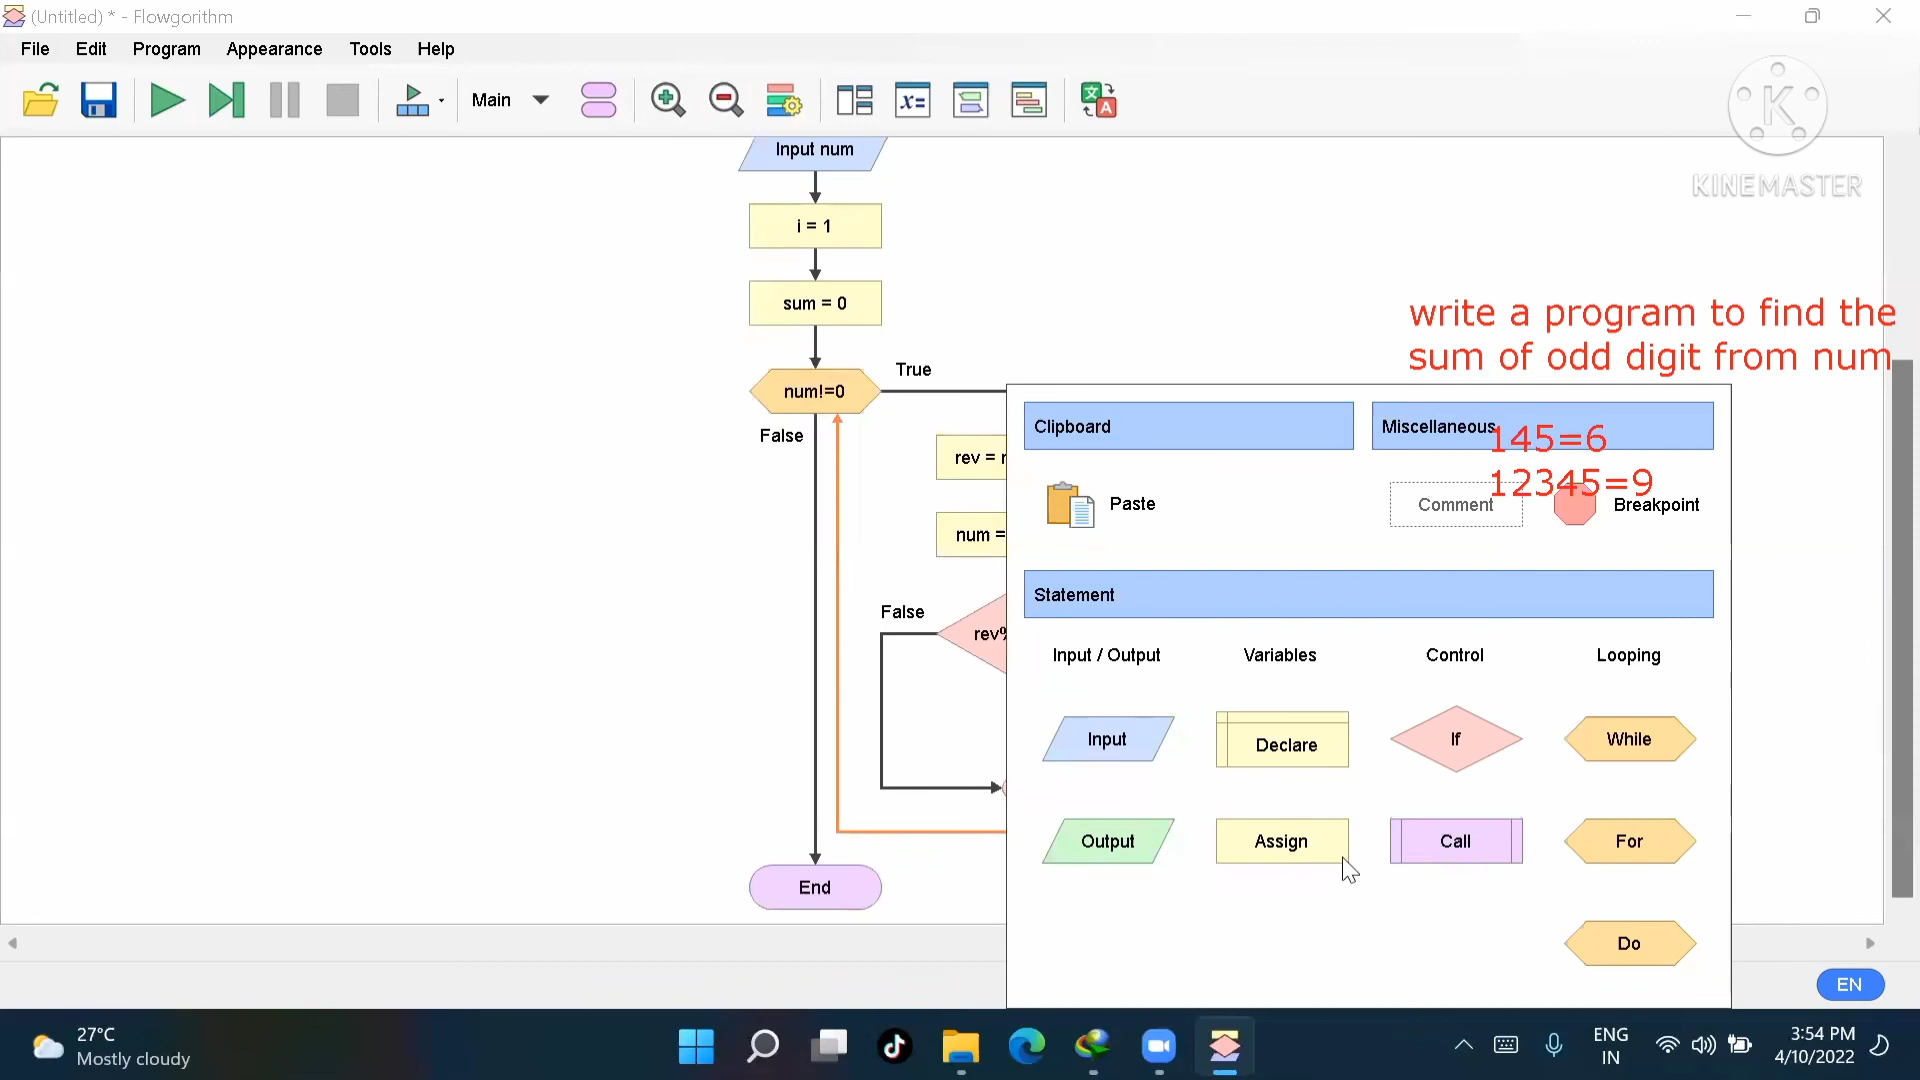 (Untitled) * - Flowgorithm
File Edit Program Appearance Tools Help
Main
x=
文 A
K
KINEMASTER
Input num
i = 1
sum = 0
write a program to find the
sum of odd digit from num
True
num!=0
False
Clipboard
Miscellaneous
145=6
12345=9
rev =
Paste
Comment
Breakpoint
num =
Statement
False
rev%
Input / Output
Variables
Control
Looping
Input
Declare
If
While
Output
Assign
Call
For
End
Do
EN
27°C
Mostly cloudy
ENG
IN
3:54 PM
4/10/2022